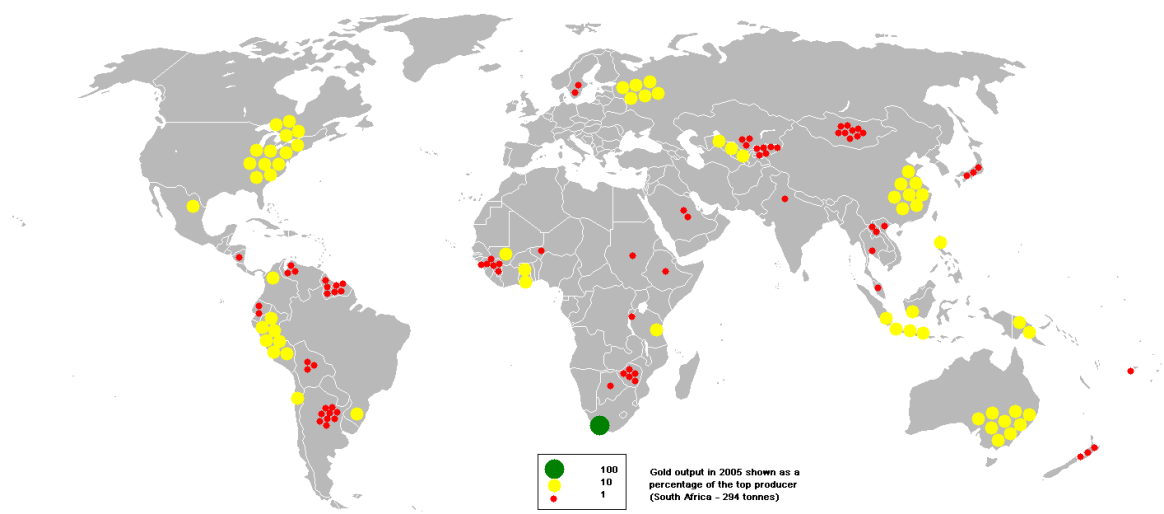 100
10
1
Gold output in 2005 shown as a
percentage of the top producer
(South Africa - 294 tonnes)